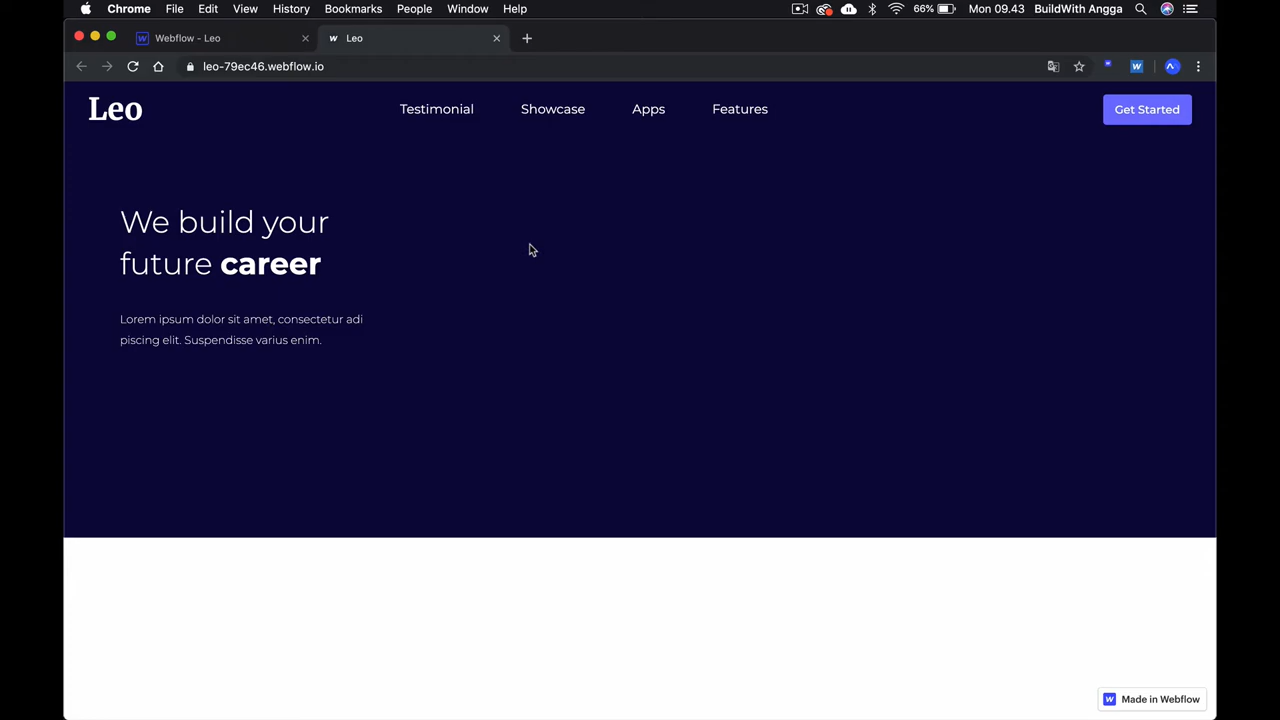 Chrome File Edit View History Bookmarks People Window Help 66% Mon 09.43 BuildWith Angga
Webflow - Leo
Leo
leo-79ec46.webflow.io
Leo
Testimonial Showcase Apps Features
Get Started
We build your
future career
Lorem ipsum dolor sit amet, consectetur adi
piscing elit. Suspendisse varius enim.
Made in Webflow